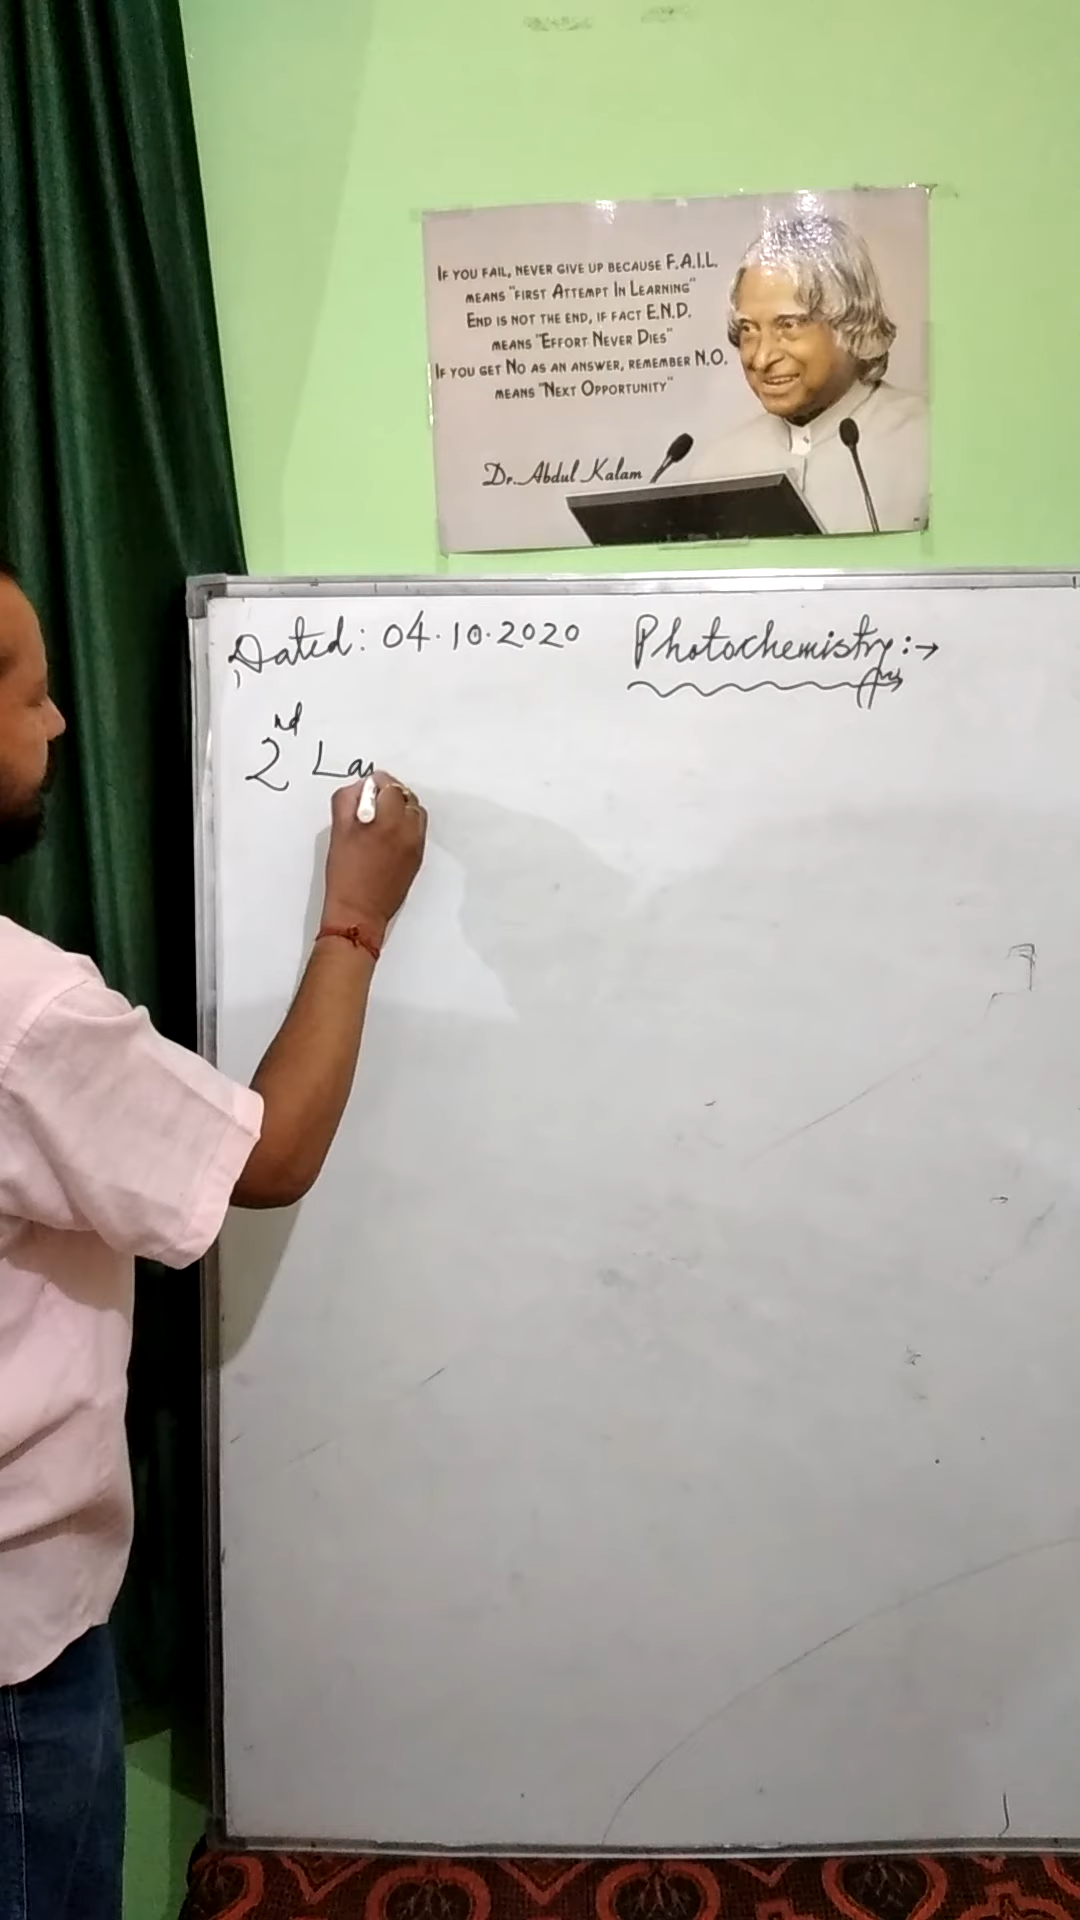 IF YOU FAIL, NEVER GIVE UP BECAUSE F.A.I.L.
MEANS "FIRST ATTEMPT IN LEARNING"
END IS NOT THE END, IF FACT E.N.D.
MEANS "EFFORT NEVER DIES"
IF YOU GET NO AS AN ANSWER, REMEMBER N.O.
MEANS "NEXT OPPORTUNITY"
Dr. Abdul Kalam
Dated: 04.10.2020 Photochemistry:→
2nd La